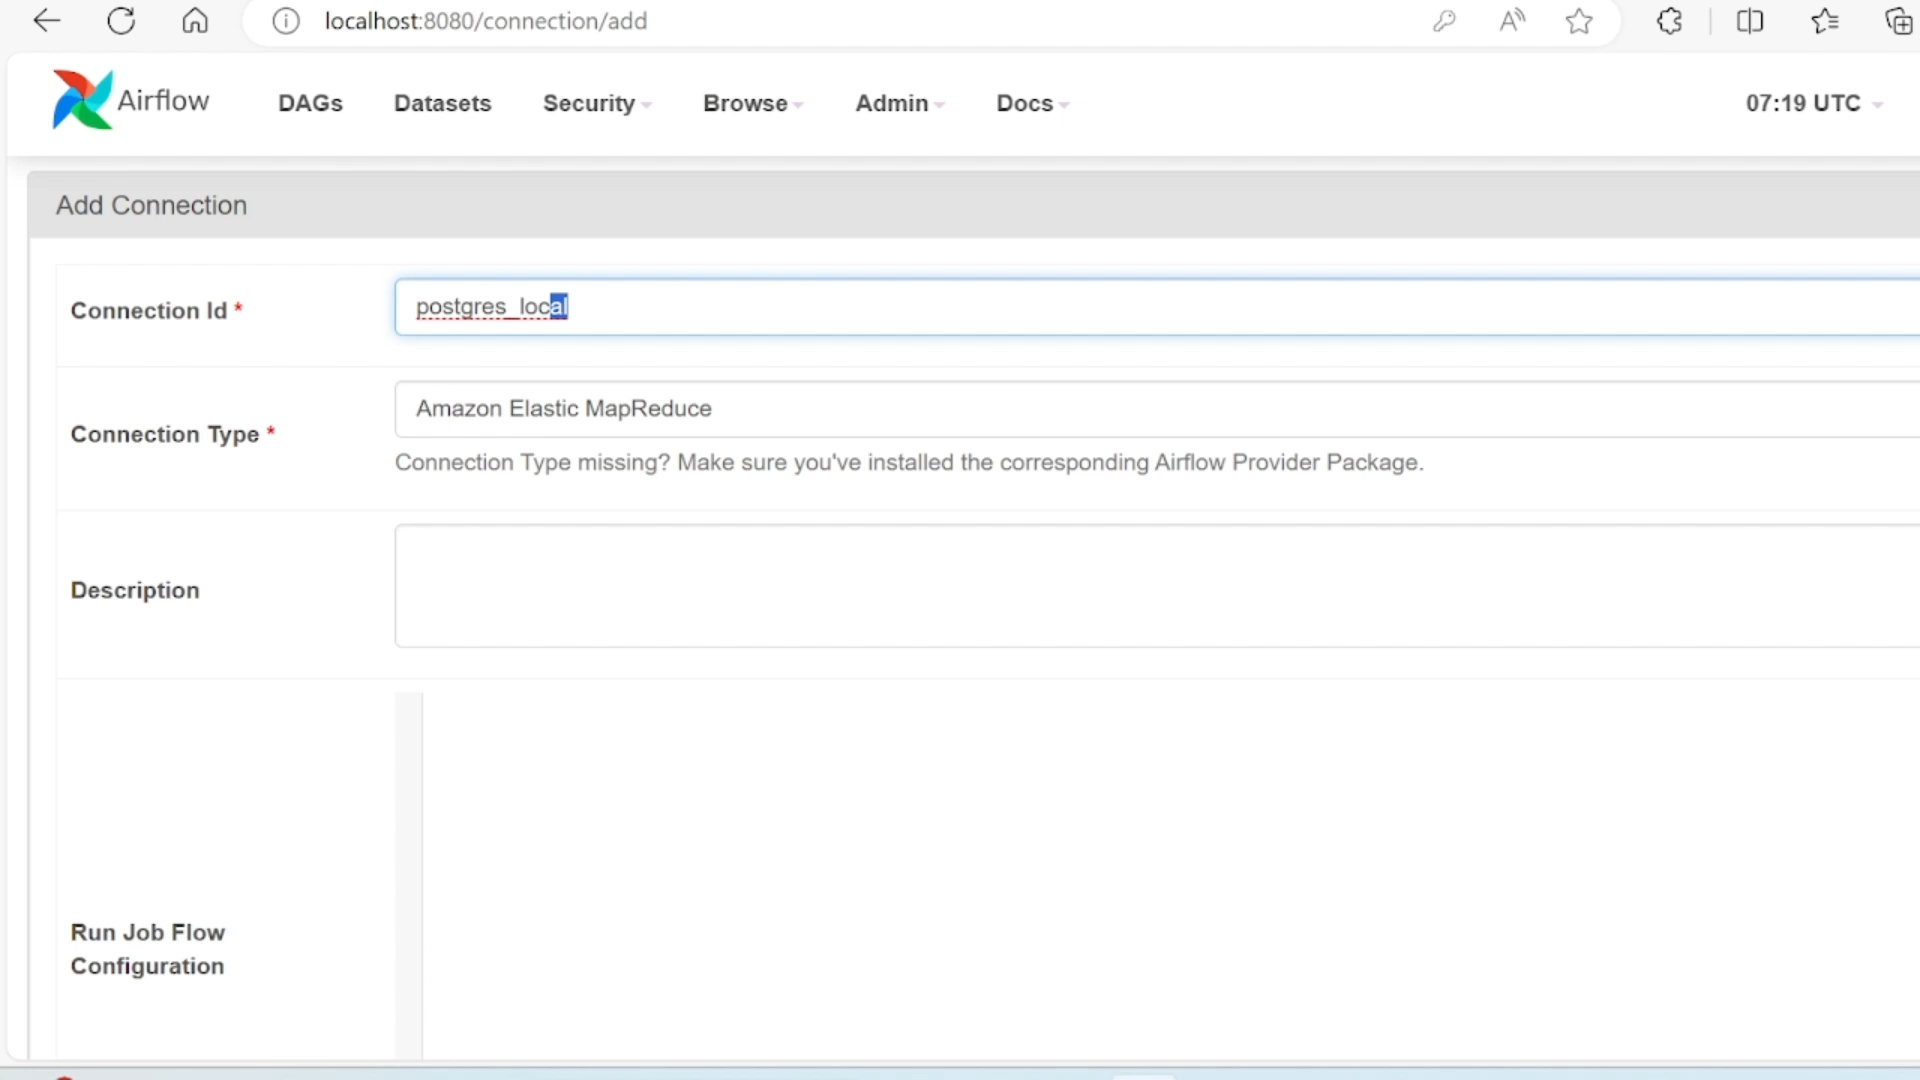 localhost:8080/connection/add
Airflow DAGs Datasets Security Browse Admin Docs 07:19 UTC
Add Connection
Connection Id * postgres_local
Connection Type * Amazon Elastic MapReduce
Connection Type missing? Make sure you've installed the corresponding Airflow Provider Package.
Description
Run Job Flow
Configuration